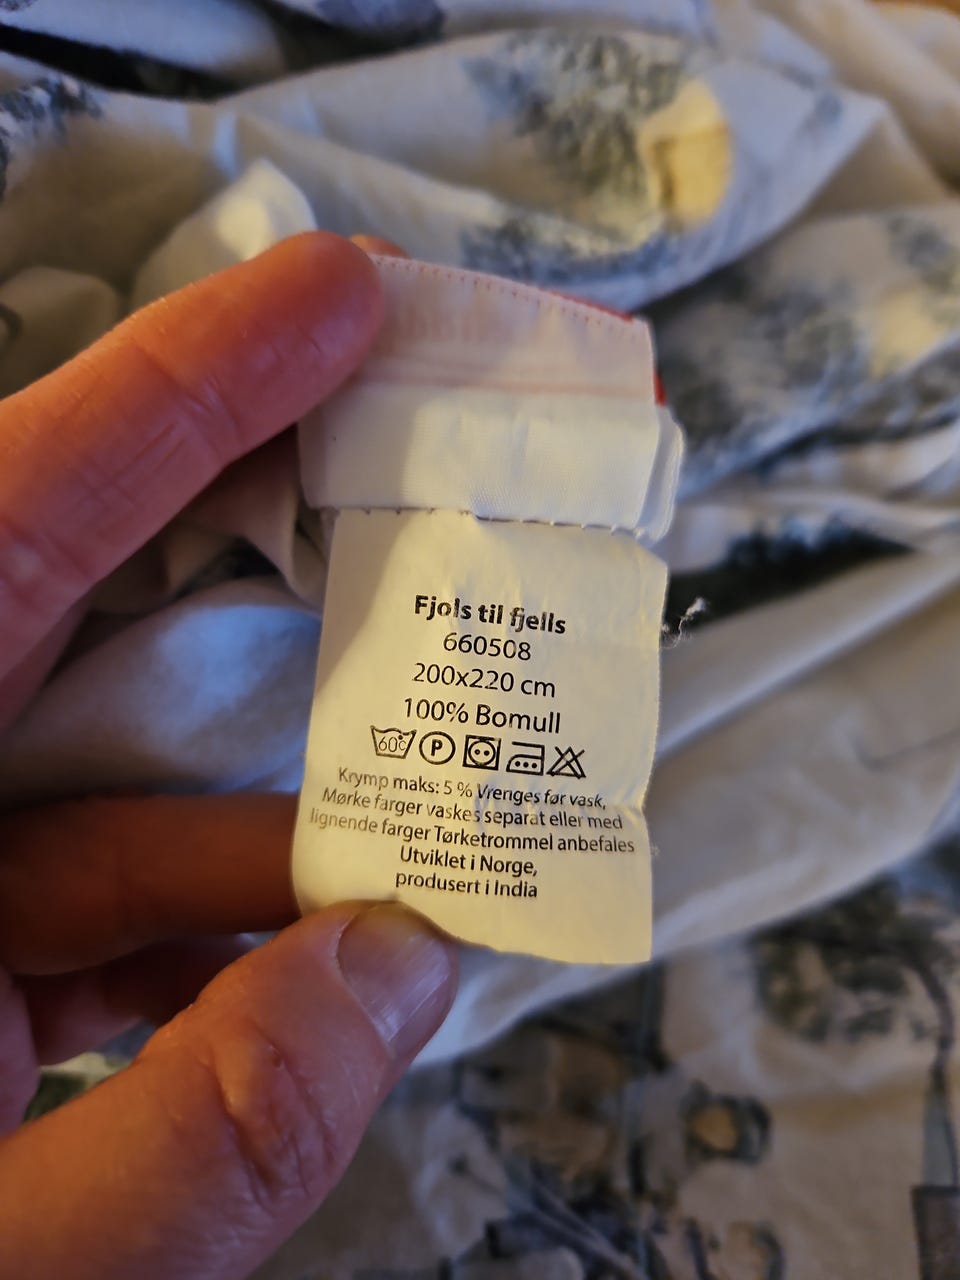 Fjols til fjells
660508
200x220 cm
100% Bomull
60c P
Krymp maks: 5 % Vrenges før vask,
Mørke farger vaskes separat eller med
lignende farger Tørketrommel anbefales
Utviklet i Norge,
produsert i India